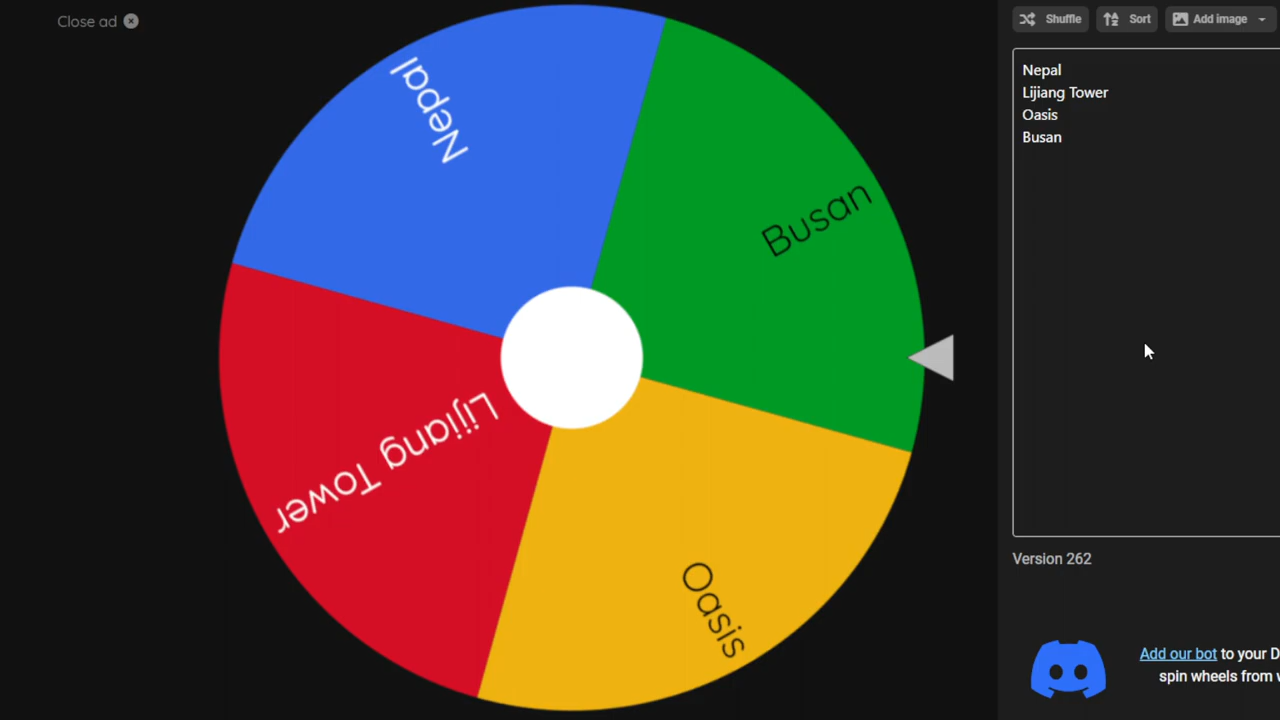 Close ad
Shuffle
Sort
Add image
Nepal
Busan
Lijiang Tower
Oasis
Nepal
Lijiang Tower
Oasis
Busan
Version 262
Add our bot to your D
spin wheels from